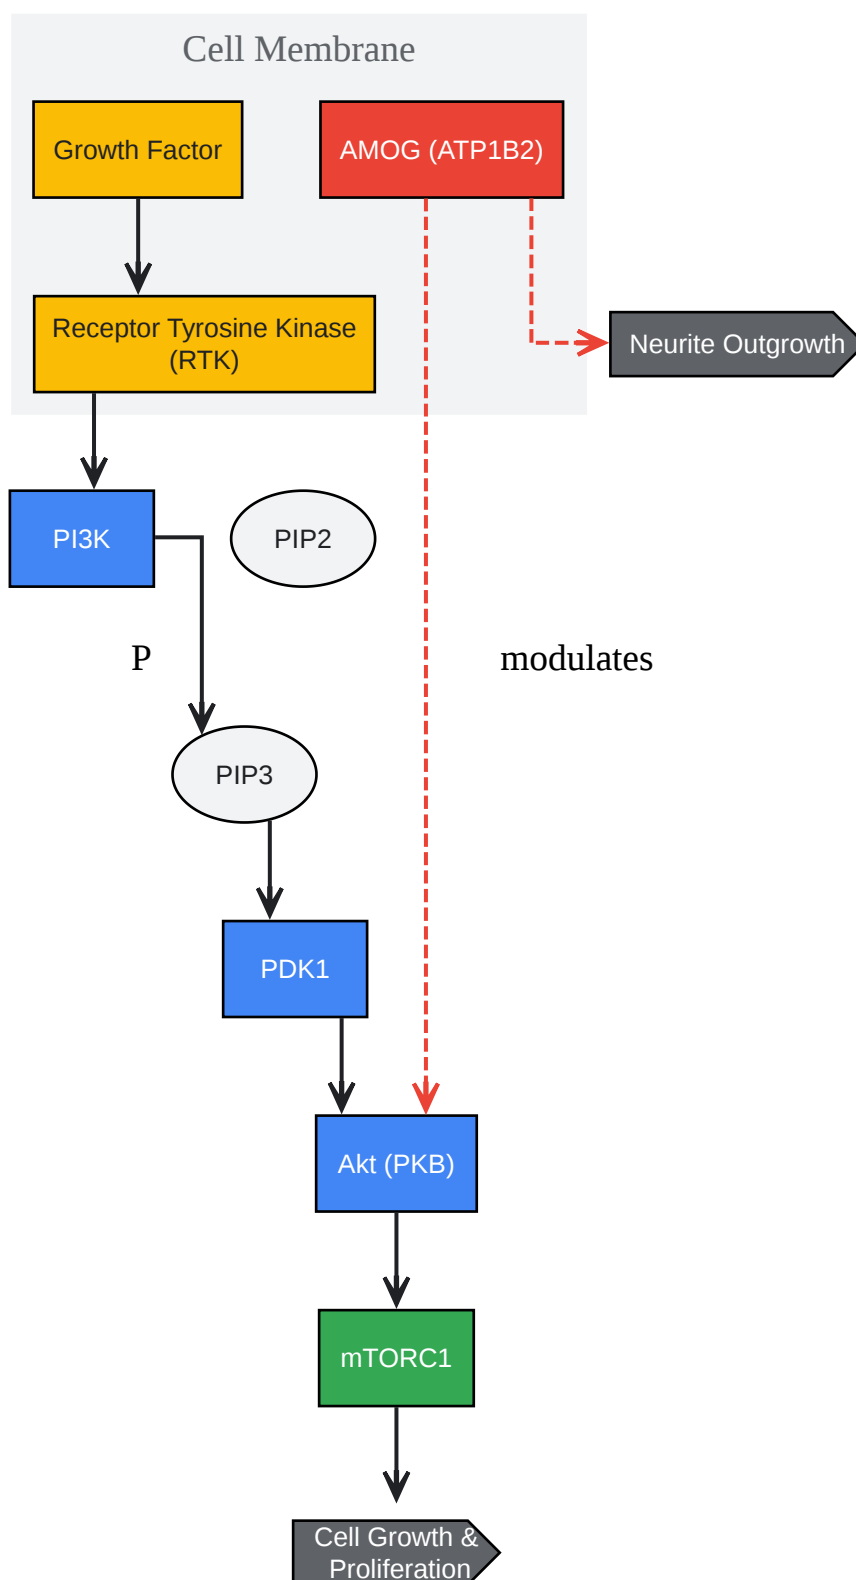 Cell Membrane
Growth Factor
AMOG (ATP1B2)
Receptor Tyrosine Kinase
(RTK)
Neurite Outgrowth
PI3K
PIP2
P
modulates
PIP3
PDK1
Akt (PKB)
mTORC1
Cell Growth &
Proliferation